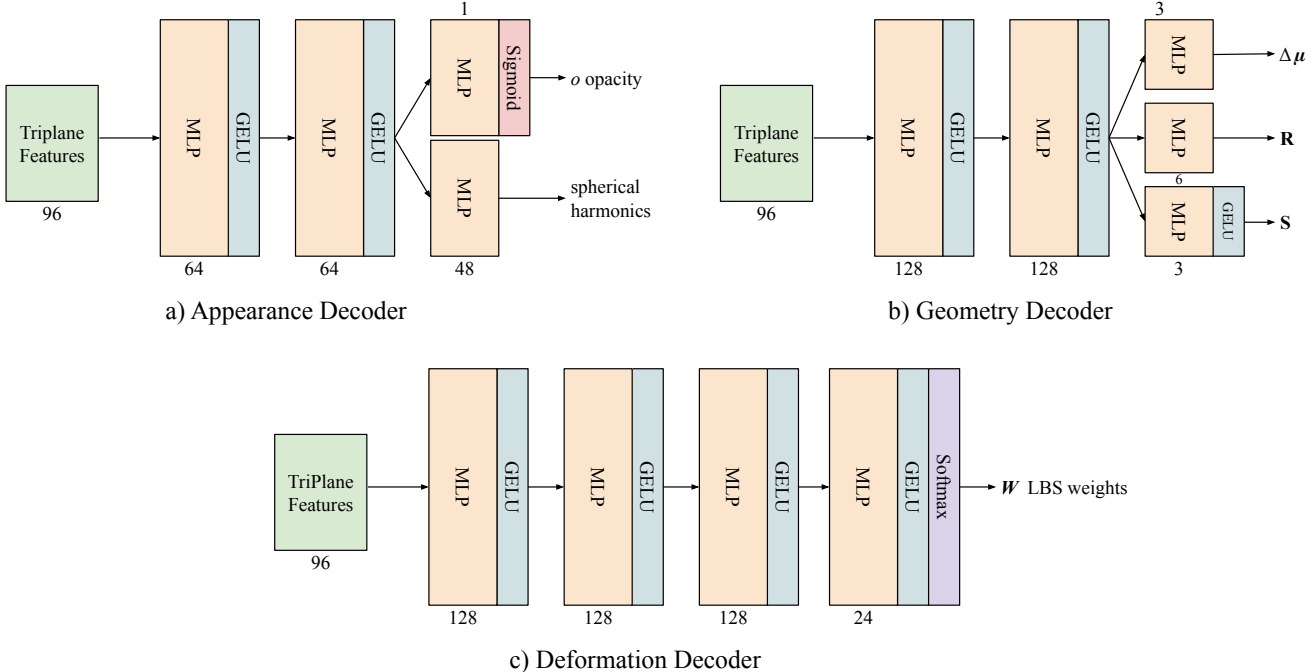 Triplane
Features
96
MLP
GELU
64
MLP
GELU
64
1
MLP
Sigmoid
o opacity
MLP
48
spherical
harmonics
a) Appearance Decoder
Triplane
Features
96
MLP
GELU
128
MLP
GELU
128
3
MLP
Δμ
MLP
6
R
MLP
GELU
3
S
b) Geometry Decoder
TriPlane
Features
96
MLP
GELU
128
MLP
GELU
128
MLP
GELU
128
MLP
GELU
Softmax
24
W LBS weights
c) Deformation Decoder